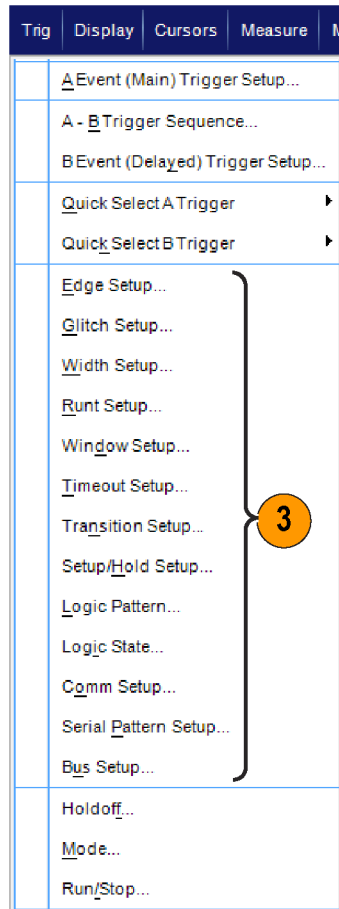 Trig Display Cursors Measure M
A Event (Main) Trigger Setup...
A - B Trigger Sequence...
B Event (Delayed) Trigger Setup...
Quick Select A Trigger
Quick Select B Trigger
Edge Setup...
Glitch Setup...
Width Setup...
Runt Setup...
Window Setup...
Timeout Setup...
Transition Setup...
3
Setup/Hold Setup...
Logic Pattern...
Logic State...
Comm Setup...
Serial Pattern Setup...
Bus Setup...
Holdoff...
Mode...
Run/Stop...